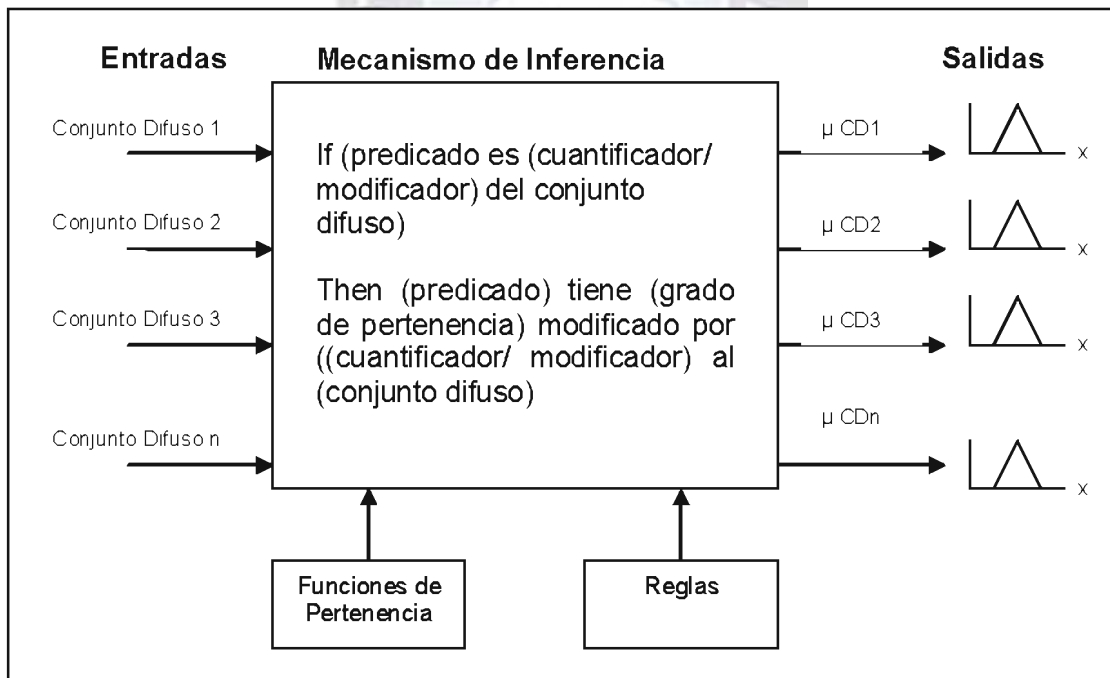 Entradas
Mecanismo de Inferencia
Salidas
Conjunto Difuso 1
Conjunto Difuso 2
Conjunto Difuso 3
Conjunto Difuso n
If (predicado es (cuantificador/
modificador) del conjunto
difuso)
Then (predicado) tiene (grado
de pertenencia) modificado por
((cuantificador/ modificador) al
(conjunto difuso)
μ CD1
x
μ CD2
x
μ CD3
x
μ CDn
x
Funciones de
Pertenencia
Reglas